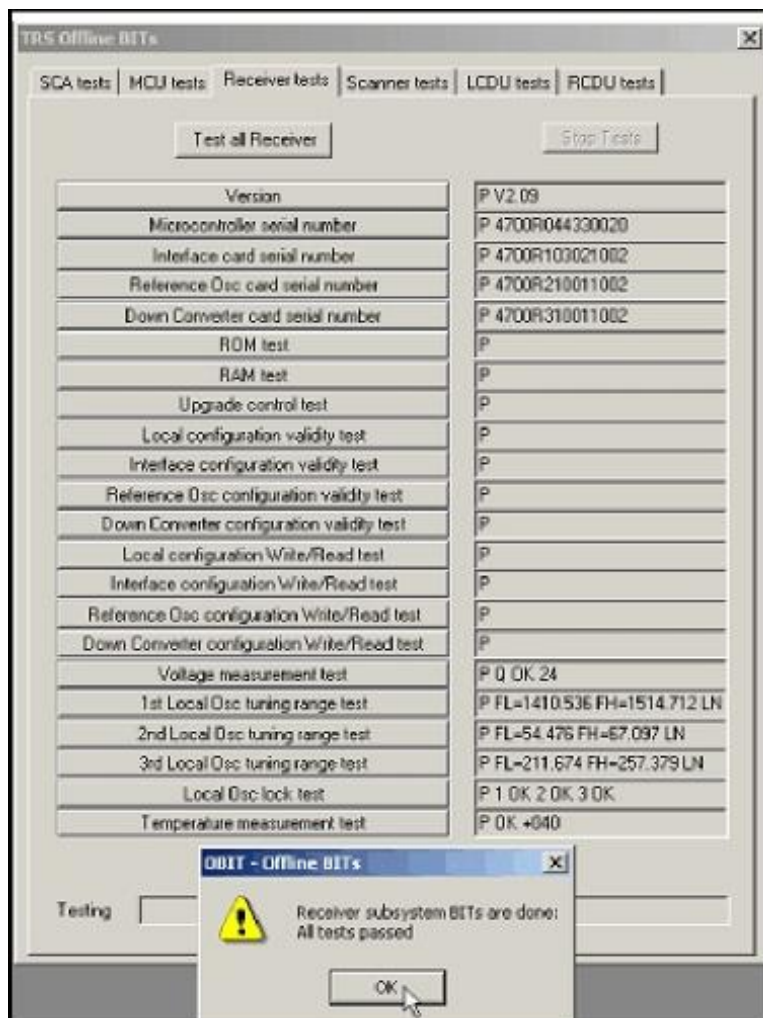 TRS Offline BITs
SCA tests MCU tests Receiver tests Scanner tests LCDU tests RCDU tests
Test all Receiver Stop Tests
Version P V2.09
Microcontroller serial number P 4700R044330020
Interface card serial number P 4700R103021002
Reference Osc card serial number P 4700R210011002
Down Converter card serial number P 4700R310011002
ROM test P
RAM test P
Upgrade control test P
Local configuration validity test P
Interface configuration validity test P
Reference Osc configuration validity test P
Down Converter configuration validity test P
Local configuration Write/Read test P
Interface configuration Write/Read test P
Reference Osc configuration Write/Read test P
Down Converter configuration Write/Read test P
Voltage measurement test P Q OK 24
1st Local Osc tuning range test P FL=1410.536 FH=1514.712 LN
2nd Local Osc tuning range test P FL=54.476 FH=67.097 LN
3rd Local Osc tuning range test P FL=211.674 FH=257.379 LN
Local Osc lock test P 1 OK 2 OK 3 OK
Temperature measurement test P OK +040
OBIT - Offline BITs
Testing
Receiver subsystem BITs are done:
All tests passed
OK